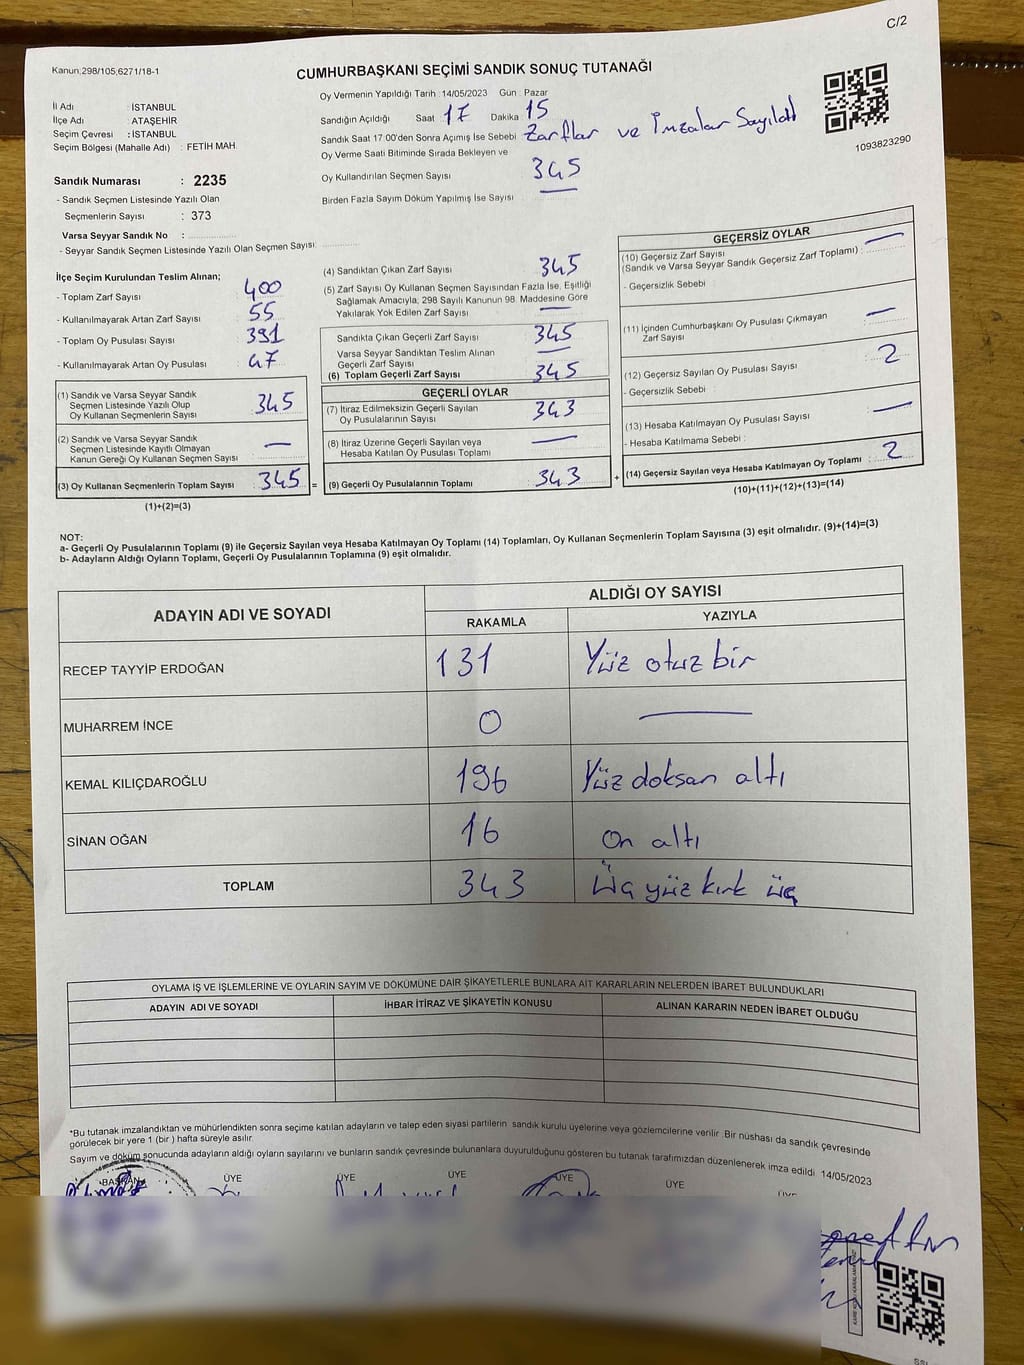 C/2
Kanun;298/105;6271/18-1
CUMHURBAŞKANI SEÇİMİ SANDIK SONUÇ TUTANAĞI
İl Adı : İSTANBUL
İlçe Adı : ATAŞEHİR
Seçim Çevresi : İSTANBUL
Seçim Bölgesi (Mahalle Adı) : FETİH MAH.
Sandık Numarası : 2235
- Sandık Seçmen Listesinde Yazılı Olan
Seçmenlerin Sayısı : 373
Varsa Seyyar Sandık No :
- Seyyar Sandık Seçmen Listesinde Yazılı Olan Seçmen Sayısı:
Oy Vermenin Yapıldığı Tarih :14/05/2023 Gün : Pazar
Sandığın Açıldığı Saat 17 Dakika 15
Sandık Saat 17:00'den Sonra Açımış İse Sebebi : Zarflar ve İmzalar Sayıldı
Oy Verme Saati Bitiminde Sırada Bekleyen ve
Oy Kullandırılan Seçmen Sayısı 345
Birden Fazla Sayım Döküm Yapılmış İse Sayısı —
1093823290
İlçe Seçim Kurulundan Teslim Alınan;
- Toplam Zarf Sayısı : 400
- Kullanılmayarak Artan Zarf Sayısı : 55
- Toplam Oy Pusulası Sayısı : 391
- Kullanılmayarak Artan Oy Pusulası : 47
(1) Sandık ve Varsa Seyyar Sandık
Seçmen Listesinde Yazılı Olup
Oy Kullanan Seçmenlerin Sayısı : 345
(2) Sandık ve Varsa Seyyar Sandık
Seçmen Listesinde Kayıtlı Olmayan
Kanun Gereği Oy Kullanan Seçmen Sayısı : —
(3) Oy Kullanan Seçmenlerin Toplam Sayısı : 345 =
(1)+(2)=(3)
(4) Sandıktan Çıkan Zarf Sayısı 345
(5) Zarf Sayısı Oy Kullanan Seçmen Sayısından Fazla İse, Eşitliği
Sağlamak Amacıyla, 298 Sayılı Kanunun 98. Maddesine Göre
Yakılarak Yok Edilen Zarf Sayısı —
Sandıkta Çıkan Geçerli Zarf Sayısı 345
Varsa Seyyar Sandıktan Teslim Alınan
Geçerli Zarf Sayısı —
(6) Toplam Geçerli Zarf Sayısı 345
GEÇERLİ OYLAR
(7) İtiraz Edilmeksizin Geçerli Sayılan
Oy Pusulalarının Sayısı : 343
(8) İtiraz Üzerine Geçerli Sayılan veya
Hesaba Katılan Oy Pusulası Toplamı : —
(9) Geçerli Oy Pusulalarının Toplamı : 343 +
GEÇERSİZ OYLAR
(10) Geçersiz Zarf Sayısı
(Sandık ve Varsa Seyyar Sandık Geçersiz Zarf Toplamı) : —
- Geçersizlik Sebebi :
(11) İçinden Cumhurbaşkanı Oy Pusulası Çıkmayan
Zarf Sayısı : —
(12) Geçersiz Sayılan Oy Pusulası Sayısı : 2
- Geçersizlik Sebebi :
(13) Hesaba Katılmayan Oy Pusulası Sayısı : —
- Hesaba Katılmama Sebebi :
(14) Geçersiz Sayılan veya Hesaba Katılmayan Oy Toplamı : 2
(10)+(11)+(12)+(13)=(14)
NOT:
a- Geçerli Oy Pusulalarının Toplamı (9) ile Geçersiz Sayılan veya Hesaba Katılmayan Oy Toplamı (14) Toplamları, Oy Kullanan Seçmenlerin Toplam Sayısına (3) eşit olmalıdır. (9)+(14)=(3)
b- Adayların Aldığı Oyların Toplamı, Geçerli Oy Pusulalarının Toplamına (9) eşit olmalıdır.
ADAYIN ADI VE SOYADI
ALDIĞI OY SAYISI
RAKAMLA YAZIYLA
RECEP TAYYİP ERDOĞAN 131 Yüz otuz bir
MUHARREM İNCE 0 —
KEMAL KILIÇDAROĞLU 196 Yüz doksan altı
SİNAN OĞAN 16 On altı
TOPLAM 343 Üç yüz kırk üç
OYLAMA İŞ VE İŞLEMLERİNE VE OYLARIN SAYIM VE DÖKÜMÜNE DAİR ŞİKAYETLERLE BUNLARA AİT KARARLARIN NELERDEN İBARET BULUNDUKLARI
ADAYIN ADI VE SOYADI İHBAR İTİRAZ VE ŞİKAYETİN KONUSU ALINAN KARARIN NEDEN İBARET OLDUĞU
*Bu tutanak imzalandıktan ve mühürlendikten sonra seçime katılan adayların ve talep eden siyasi partilerin sandık kurulu üyelerine veya gözlemcilerine verilir. Bir nüshası da sandık çevresinde
görülecek bir yere 1 (bir ) hafta süreyle asılır.
Sayım ve döküm sonucunda adayların aldığı oyların sayılarını ve bunların sandık çevresinde bulunanlara duyurulduğunu gösteren bu tutanak tarafımızdan düzenlenerek imza edildi. 14/05/2023
BAŞKAN ÜYE ÜYE ÜYE ÜYE ÜYE ÜYE